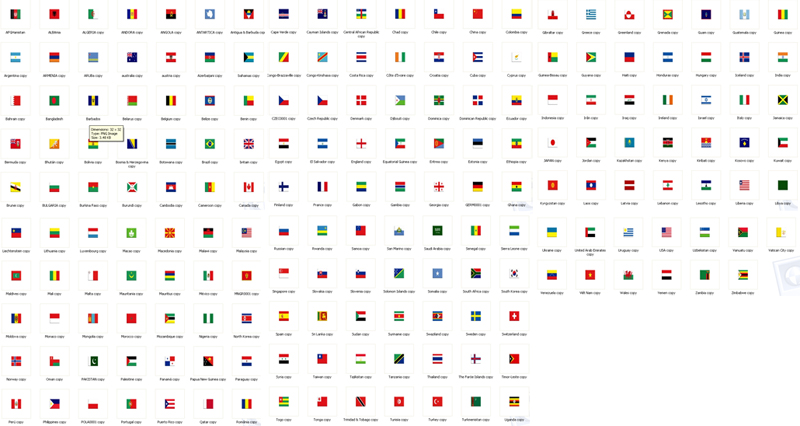 AFGHANISTAN
ALBANIA
ALGERIA copy
ANDORRA copy
ANGOLA copy
ANTARCTICA copy
Antigua & Barbuda copy
Argentina copy
ARMENIA copy
ARUBA copy
australia copy
austria copy
Azerbaijan copy
Bahamas copy
Bahrain copy
Bangladesh copy
Barbados
Belarus copy
Belgium copy
Belize copy
Benin copy
Dimensions: 32 x 32
Type: PNG Image
Bermuda copy
Bhutan copy
Bolivia copy
Bosnia & Herzegovina copy
Botswana copy
Brazil copy
britain copy
Brunei copy
BULGARIA copy
Burkina Faso copy
Burundi copy
Cambodia copy
Cameroon copy
Canada copy
Cape Verde copy
Cayman Islands copy
Central African Republic copy
Chad copy
Chile copy
China copy
Colombia copy
Congo-Brazzaville copy
Congo-Kinshasa copy
Costa Rica copy
Côte d'Ivoire copy
Croatia copy
Cuba copy
Cyprus copy
Czech Republic copy
Denmark copy
Djibouti copy
Dominica copy
Dominican Republic copy
Ecuador copy
Egypt copy
El Salvador copy
England copy
Equatorial Guinea copy
Eritrea copy
Estonia copy
Ethiopia copy
Finland copy
France copy
Gabon copy
Gambia copy
Georgia copy
GERMANY copy
Ghana copy
Gibraltar copy
Greece copy
Greenland copy
Grenada copy
Guam copy
Guatemala copy
Guinea copy
Guinea-Bissau copy
Guyana copy
Haiti copy
Honduras copy
Hungary copy
Iceland copy
India copy
Indonesia copy
Iran copy
Iraq copy
Ireland copy
Israel copy
Italy copy
Jamaica copy
JAPAN copy
Jordan copy
Kazakhstan copy
Kenya copy
Kiribati copy
Kosovo copy
Kuwait copy
Kyrgyzstan copy
Laos copy
Latvia copy
Lebanon copy
Lesotho copy
Liberia copy
Libya copy
Liechtenstein copy
Lithuania copy
Luxembourg copy
Macao copy
Macedonia copy
Malawi copy
Malaysia copy
Maldives copy
Mali copy
Malta copy
Mauritania copy
Mauritius copy
Mexico copy
Moldova copy
Monaco copy
Mongolia copy
Morocco copy
Mozambique copy
Nigeria copy
North Korea copy
Norway copy
Oman copy
PAKISTAN copy
Palestine copy
Panama copy
Papua New Guinea copy
Paraguay copy
Peru copy
Philippines copy
POLAND copy
Portugal copy
Puerto Rico copy
Qatar copy
Romania copy
Russian copy
Rwanda copy
Samoa copy
San Marino copy
Saudi Arabia copy
Senegal copy
Sierra Leone copy
Singapore copy
Slovakia copy
Slovenia copy
Solomon Islands copy
Somalia copy
South Africa copy
South Korea copy
Spain copy
Sri Lanka copy
Sudan copy
Suriname copy
Swaziland copy
Sweden copy
Switzerland copy
Syria copy
Taiwan copy
Tajikistan copy
Tanzania copy
Thailand copy
The Faroe Islands copy
Timor-Leste copy
Togo copy
Tonga copy
Trinidad & Tobago copy
Tunisia copy
Turkey copy
Turkmenistan copy
Uganda copy
Ukraine copy
United Arab Emirates copy
Uruguay copy
USA copy
Uzbekistan copy
Vanuatu copy
Vatican City copy
Venezuela copy
Viet Nam copy
Wales copy
Yemen copy
Zambia copy
Zimbabwe copy